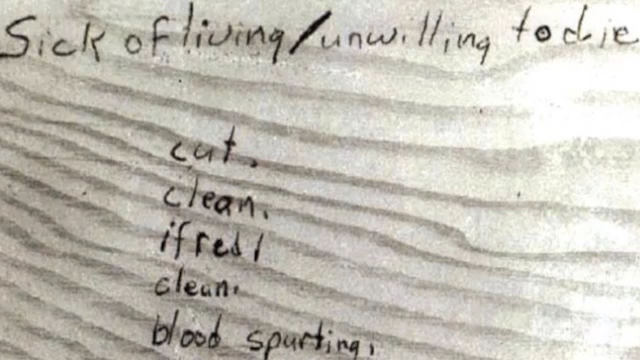 Sick of living/unwilling to die
cut.
clean.
if red /
clean.
blood spurting,